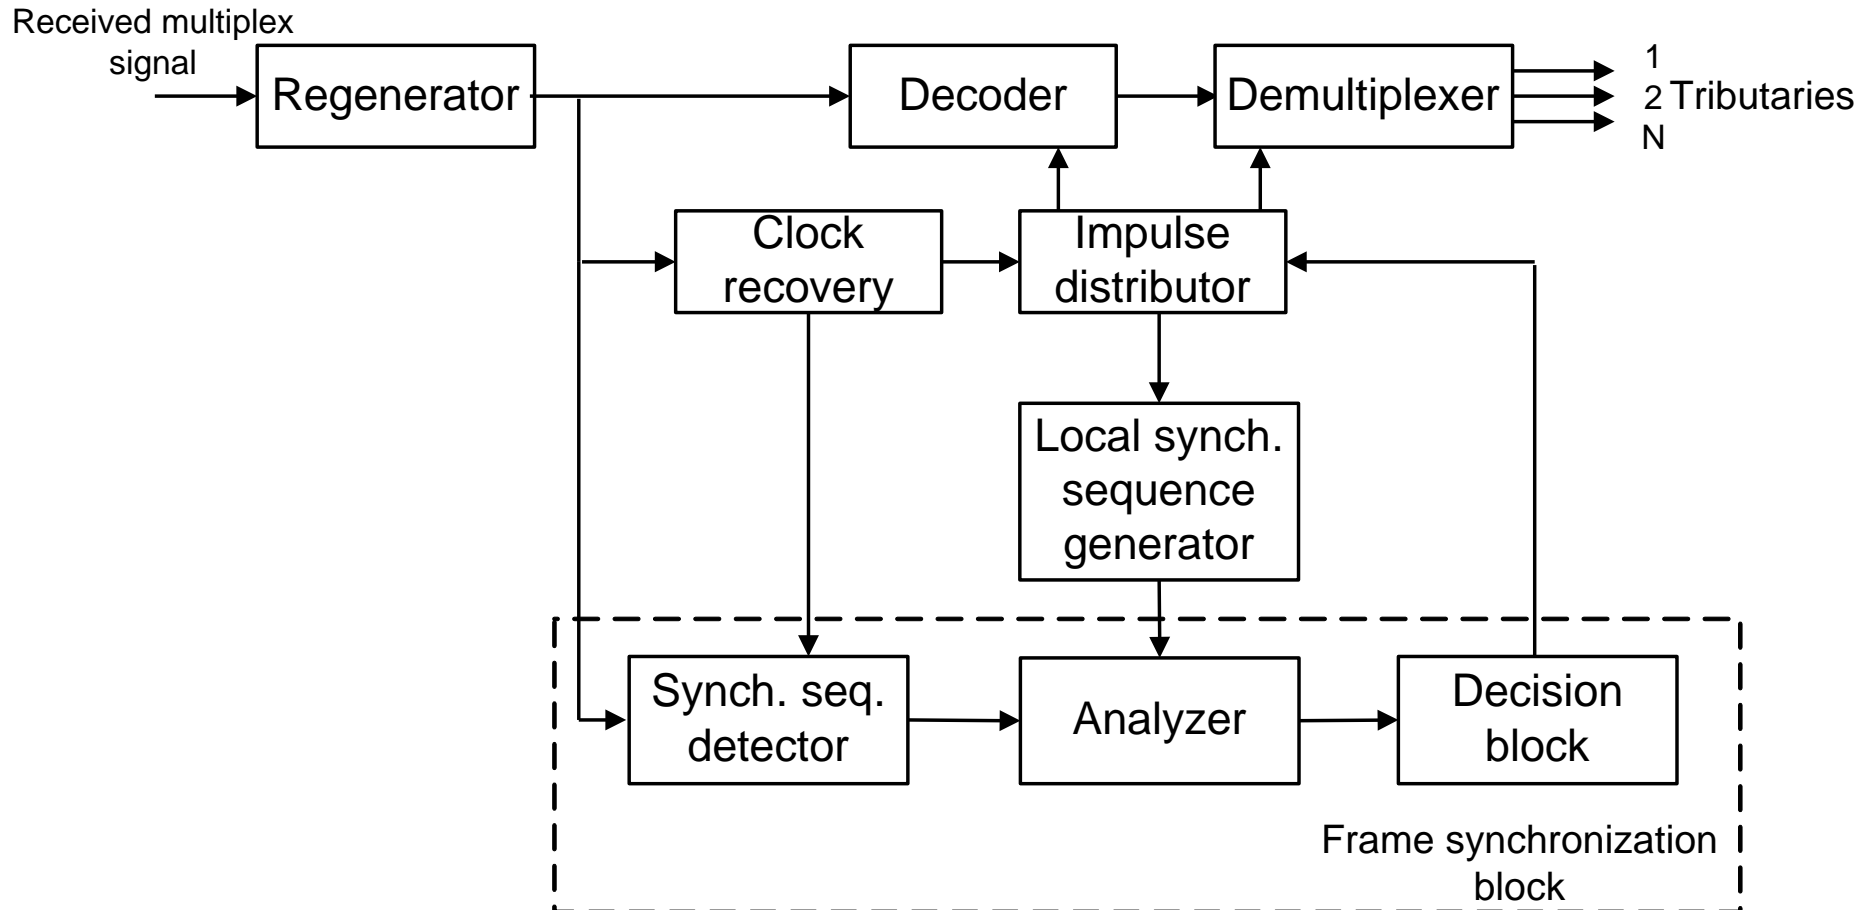 Received multiplex
signal
Regenerator
Decoder
Demultiplexer
1
2 Tributaries
N
Clock
recovery
Impulse
distributor
Local synch.
sequence
generator
Synch. seq.
detector
Analyzer
Decision
block
Frame synchronization
block